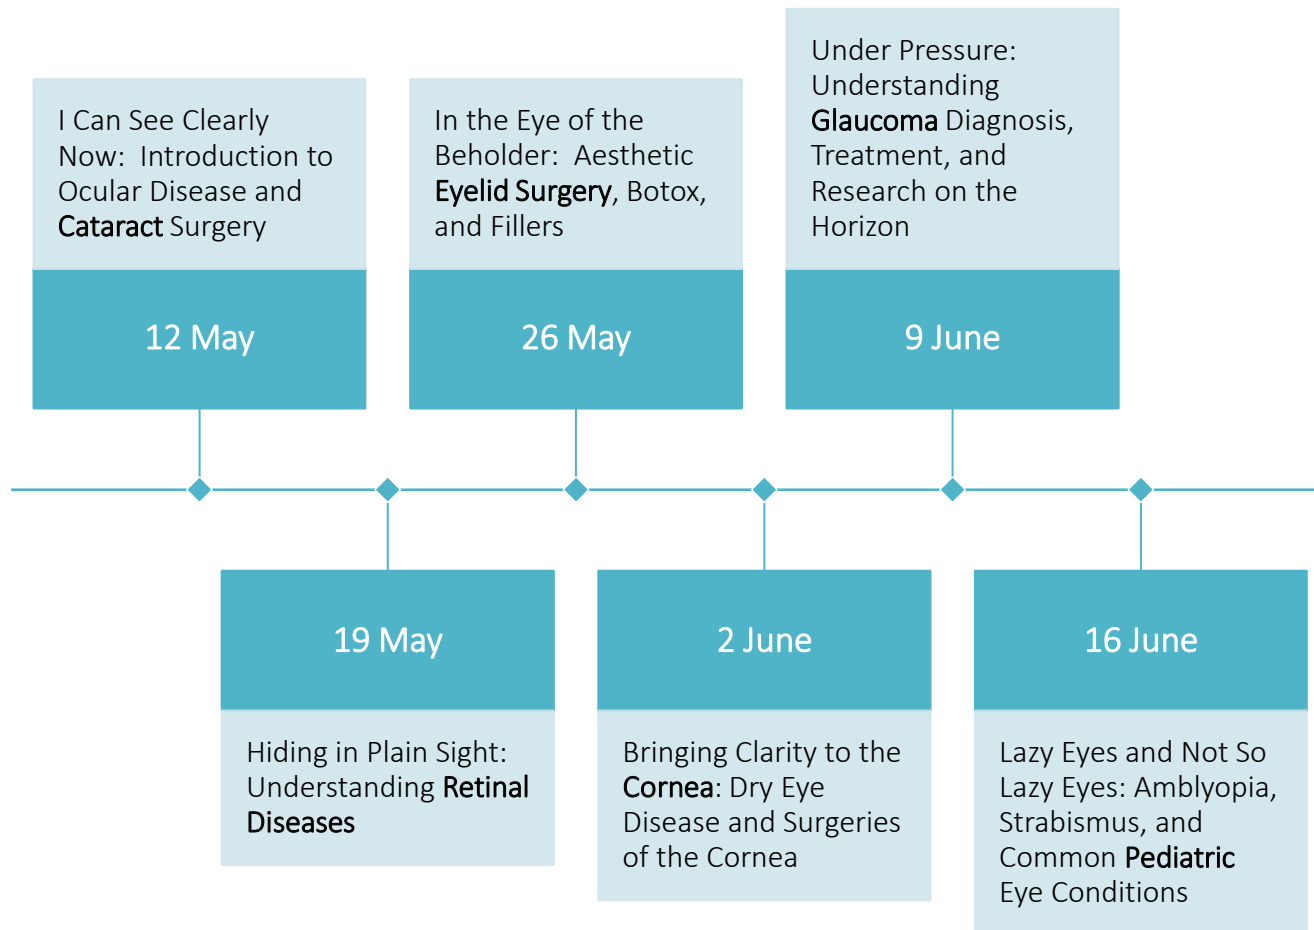 I Can See Clearly
Now:  Introduction to
Ocular Disease and
Cataract Surgery
12 May
19 May
Hiding in Plain Sight:
Understanding Retinal
Diseases
In the Eye of the
Beholder:  Aesthetic
Eyelid Surgery, Botox,
and Fillers
26 May
2 June
Bringing Clarity to the
Cornea: Dry Eye
Disease and Surgeries
of the Cornea
Under Pressure:
Understanding
Glaucoma Diagnosis,
Treatment, and
Research on the
Horizon
9 June
16 June
Lazy Eyes and Not So
Lazy Eyes: Amblyopia,
Strabismus, and
Common Pediatric
Eye Conditions